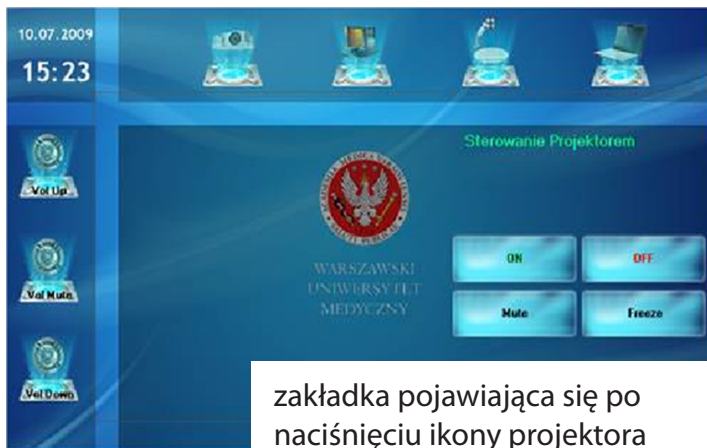 10.07.2009
15:23
Sterowanie Projektorem
Vol Up
WARSZAWSKI
UNIWERSYTET
MEDYCZNY
ON
OFF
Vol Mute
Mute
Freeze
Vol Down
zakładka pojawiająca się po
naciśnięciu ikony projektora